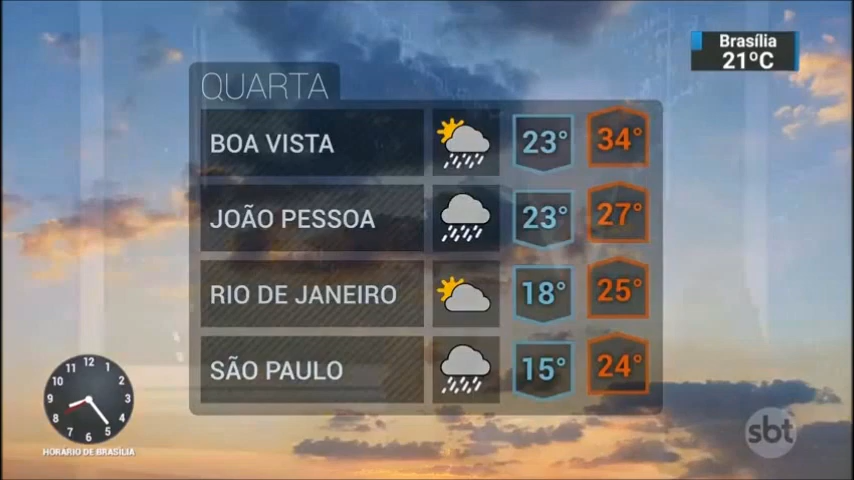 Brasília
21ºC
QUARTA
BOA VISTA 23° 34°
JOÃO PESSOA 23° 27°
RIO DE JANEIRO 18° 25°
SÃO PAULO 15° 24°
12
11 1
10 2
9 3
8 4
7 5
6
HORÁRIO DE BRASÍLIA
sbt